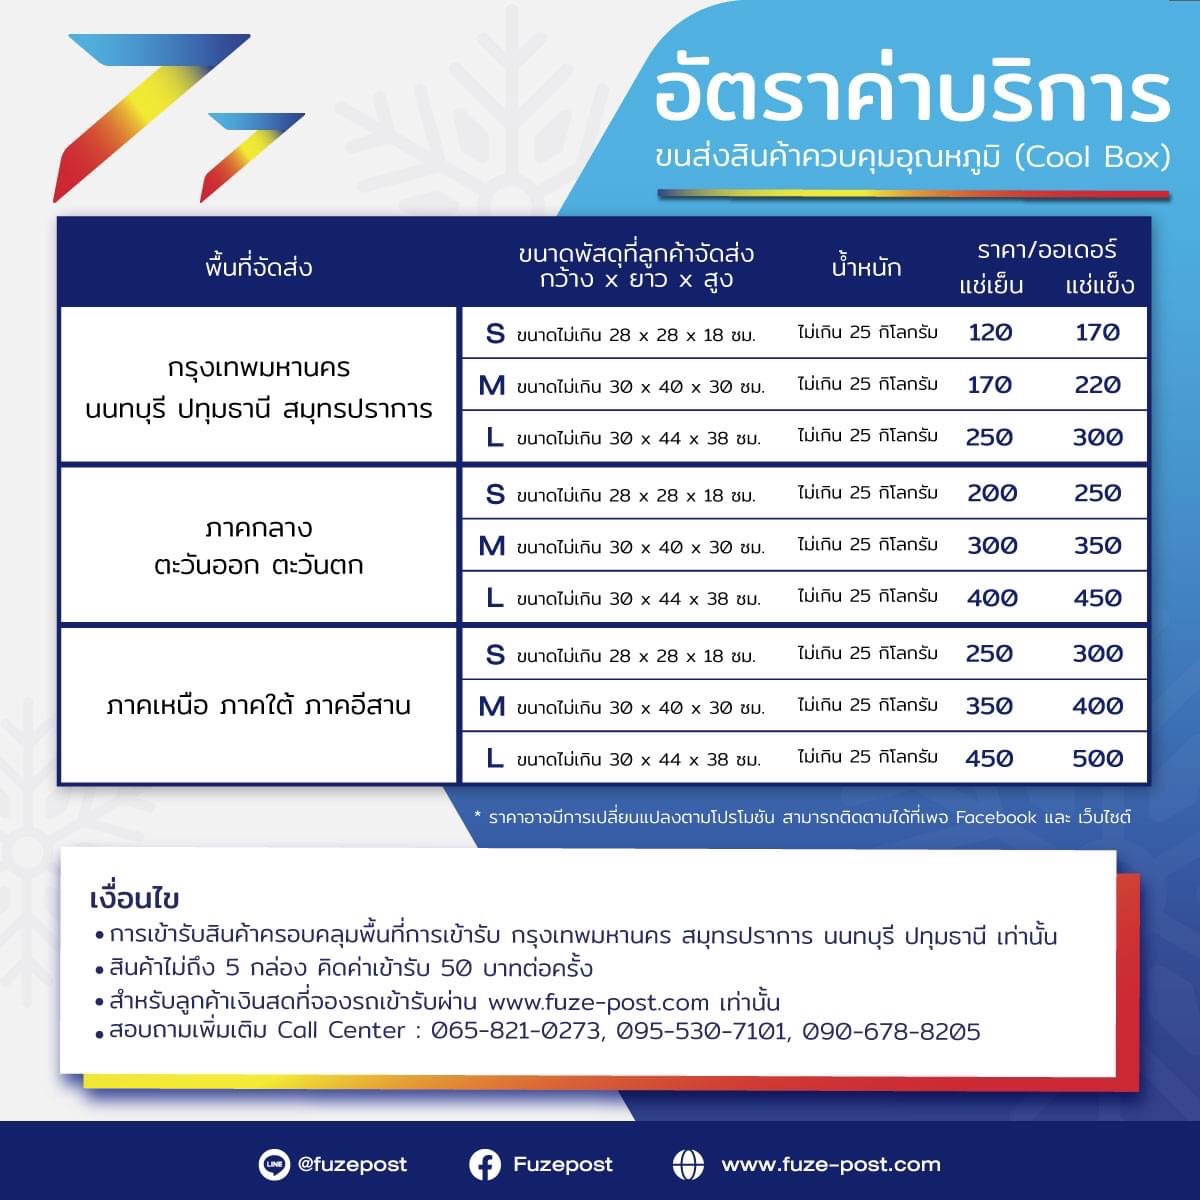 อัตราค่าบริการ
ขนส่งสินค้าควบคุมอุณหภูมิ (Cool Box)
พื้นที่จัดส่ง
ขนาดพัสดุที่ลูกค้าจัดส่ง
กว้าง x ยาว x สูง
น้ำหนัก
ราคา/ออเดอร์
แช่เย็น แช่แข็ง
กรุงเทพมหานคร
นนทบุรี ปทุมธานี สมุทรปราการ
S ขนาดไม่เกิน 28 x 28 x 18 ซม. ไม่เกิน 25 กิโลกรัม 120 170
M ขนาดไม่เกิน 30 x 40 x 30 ซม. ไม่เกิน 25 กิโลกรัม 170 220
L ขนาดไม่เกิน 30 x 44 x 38 ซม. ไม่เกิน 25 กิโลกรัม 250 300
ภาคกลาง
ตะวันออก ตะวันตก
S ขนาดไม่เกิน 28 x 28 x 18 ซม. ไม่เกิน 25 กิโลกรัม 200 250
M ขนาดไม่เกิน 30 x 40 x 30 ซม. ไม่เกิน 25 กิโลกรัม 300 350
L ขนาดไม่เกิน 30 x 44 x 38 ซม. ไม่เกิน 25 กิโลกรัม 400 450
ภาคเหนือ ภาคใต้ ภาคอีสาน
S ขนาดไม่เกิน 28 x 28 x 18 ซม. ไม่เกิน 25 กิโลกรัม 250 300
M ขนาดไม่เกิน 30 x 40 x 30 ซม. ไม่เกิน 25 กิโลกรัม 350 400
L ขนาดไม่เกิน 30 x 44 x 38 ซม. ไม่เกิน 25 กิโลกรัม 450 500
* ราคาอาจมีการเปลี่ยนแปลงตามโปรโมชัน สามารถติดตามได้ที่เพจ Facebook และ เว็บไซต์
เงื่อนไข
• การเข้ารับสินค้าครอบคลุมพื้นที่การเข้ารับ กรุงเทพมหานคร สมุทรปราการ นนทบุรี ปทุมธานี เท่านั้น
• สินค้าไม่ถึง 5 กล่อง คิดค่าเข้ารับ 50 บาทต่อครั้ง
• สำหรับลูกค้าเงินสดที่จองรถเข้ารับผ่าน www.fuze-post.com เท่านั้น
• สอบถามเพิ่มเติม Call Center : 065-821-0273, 095-530-7101, 090-678-8205
LINE @fuzepost Fuzepost www.fuze-post.com